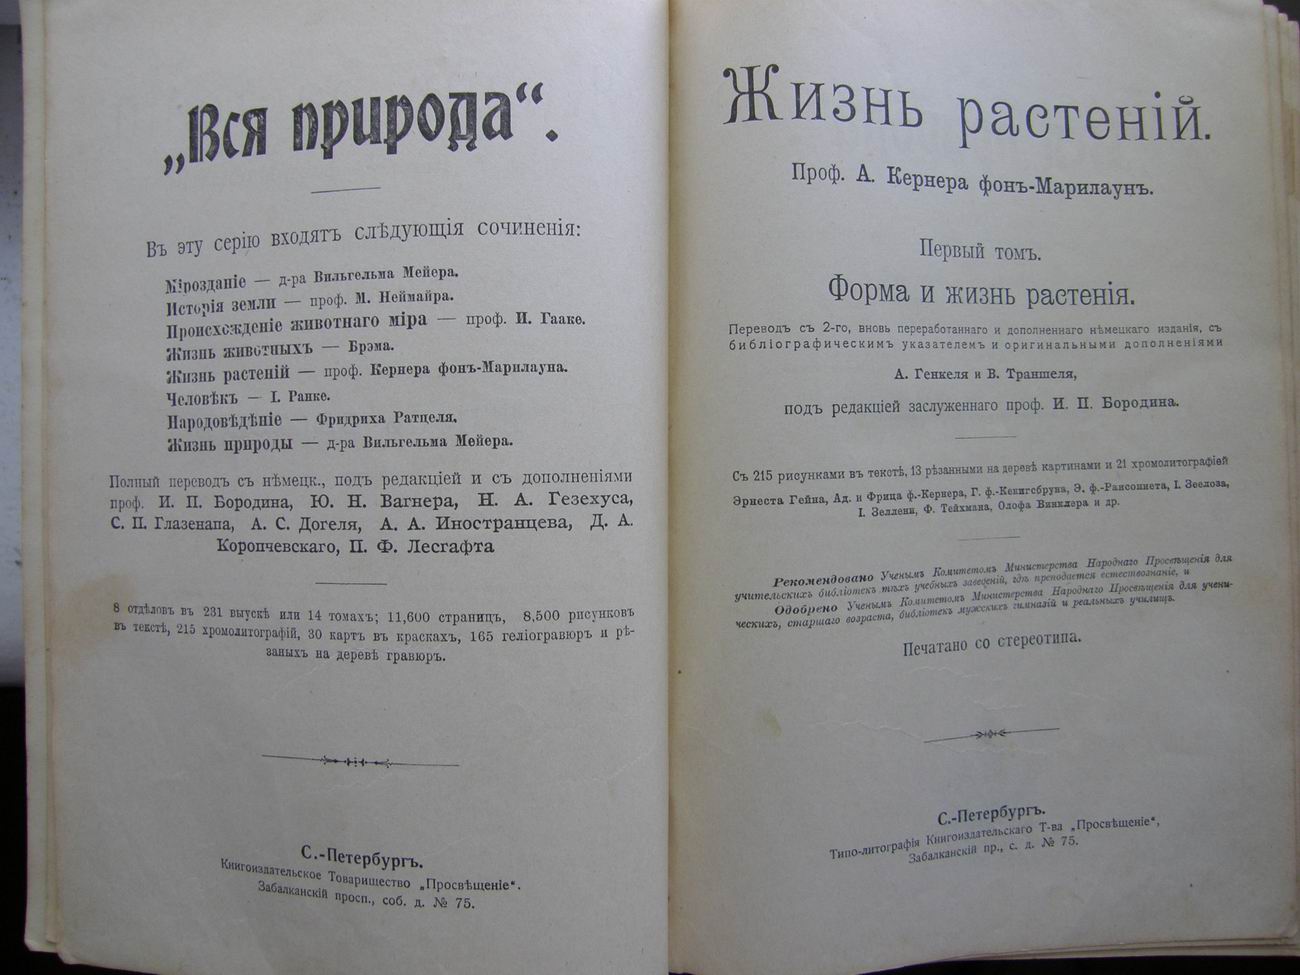 „Вся природа“.
Въ эту серію входятъ слѣдующія сочиненія:
Мірозданіе — д-ра Вильгельма Мейера.
Исторія земли — проф. М. Неймайра.
Происхожденіе животнаго міра — проф. И. Гааке.
Жизнь животныхъ — Брэма.
Жизнь растеній — проф. Кернера фонъ-Марилауна.
Человѣкъ — І. Ранке.
Народовѣдѣніе — Фридриха Ратцеля.
Жизнь природы — д-ра Вильгельма Мейера.
Полный переводъ съ нѣмецк., подъ редакціей и съ дополненіями
проф. И. П. Бородина, Ю. Н. Вагнера, Н. А. Гезехуса,
С. П. Глазенапа, А. С. Догеля, А. А. Иностранцева, Д. А.
Коропчевскаго, П. Ф. Лесгафта
8 отдѣловъ въ 231 выускѣ или 14 томахъ; 11,600 страниц, 8,500 рисунковъ
въ текстѣ, 215 хромолитографій, 30 картъ въ краскахъ, 165 геліогравюръ и рѣ-
заныхъ на деревѣ гравюръ.
С.-Петербургъ.
Книгоиздательское Товарищество „Просвѣщеніе“.
Забалканскій просп., соб. д. № 75.
Жизнь растеній.
Проф. А. Кернера фонъ-Марилаунъ.
Первый томъ.
Форма и жизнь растенія.
Переводъ съ 2-го, вновь переработаннаго и дополненнаго нѣмецкаго изданія, съ
библіографическимъ указателемъ и оригинальными дополненіями
А. Генкеля и В. Траншеля,
подъ редакціей заслуженнаго проф. И. П. Бородина.
Съ 215 рисунками въ текстѣ, 13 рѣзанными на деревѣ картинами и 21 хромолитографіей
Эрнеста Гейна, Ад. и Фрица ф.-Кернера, Г. ф.-Кенигсбруна, Э. ф.-Рансоннета, І. Зеелоза,
І. Зеллени, Ф. Тейхмана, Олофа Винклера и др.
Рекомендовано Ученымъ Комитетомъ Министерства Народнаго Просвѣщенія для
учительскихъ библіотекъ тѣхъ учебныхъ заведеній, гдѣ преподается естествознаніе, и
Одобрено Ученымъ Комитетомъ Министерства Народнаго Просвѣщенія для учени-
ческихъ, старшаго возраста, библіотекъ мужскихъ гимназій и реальныхъ училищъ.
Печатано со стереотипа.
С.-Петербургъ.
Типо-литографія Книгоиздательскаго Т-ва „Просвѣщеніе“,
Забалканскій пр., с. д. № 75.